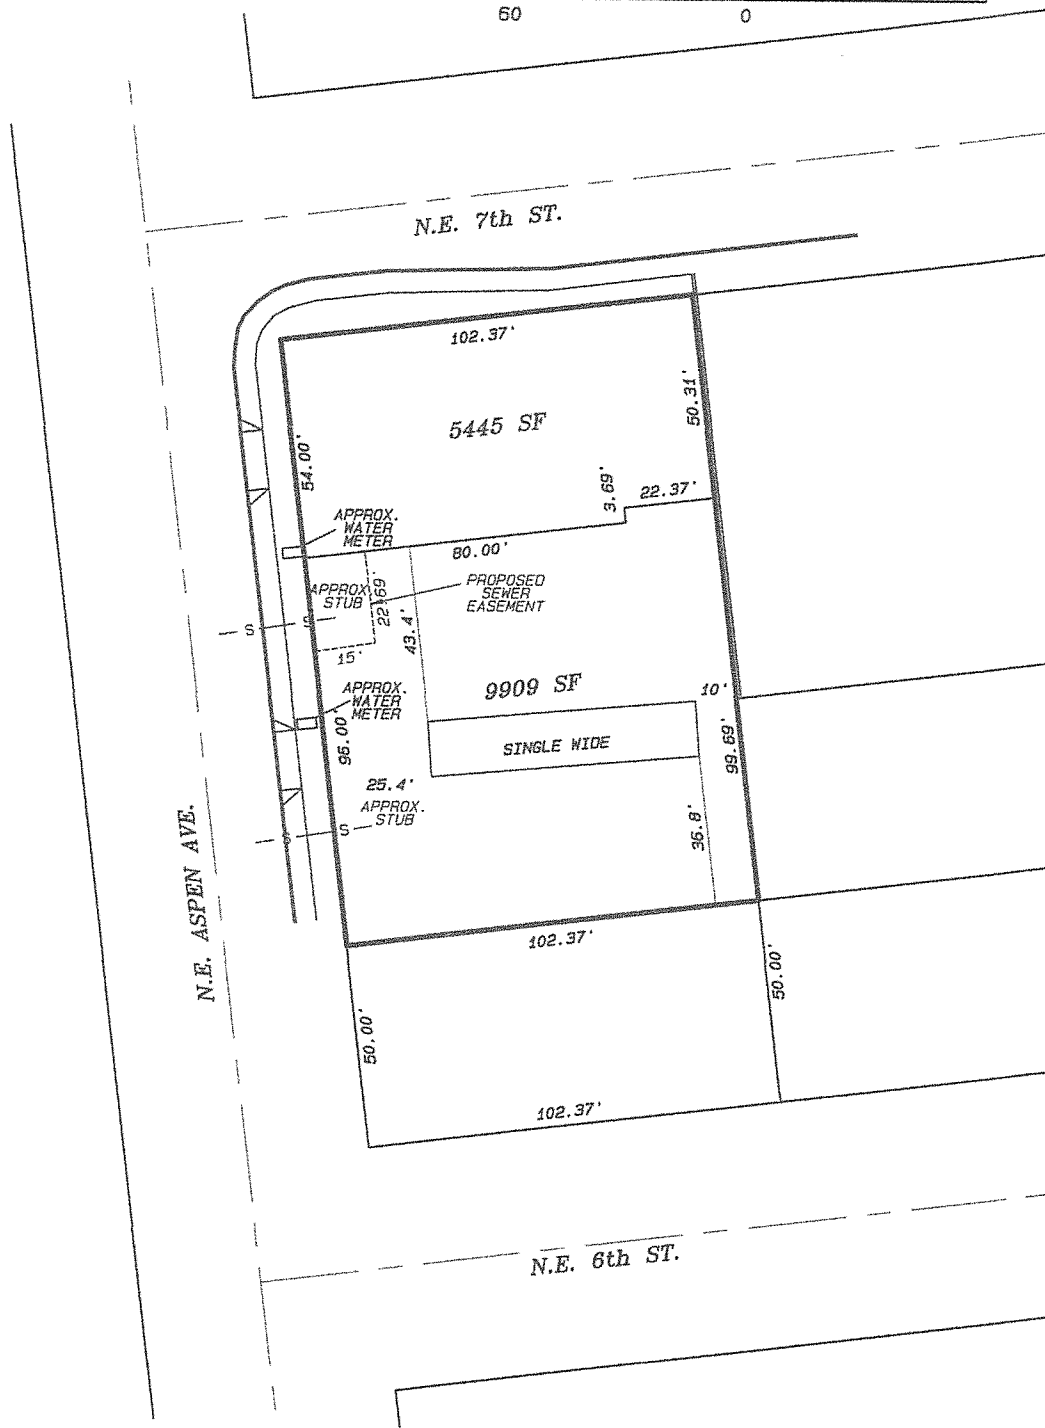 60 0
N.E. 7th ST.
102.37'
50.31'
5445 SF
54.00'
3.69'
22.37'
APPROX.
WATER
METER
80.00'
APPROX.
STUB
22.69'
PROPOSED
SEWER
EASEMENT
43.4'
S
S
15'
9909 SF
10'
APPROX.
WATER
METER
96.00'
SINGLE WIDE
99.69'
25.4'
APPROX.
STUB
36.8'
S
S
N.E. ASPEN AVE.
102.37'
50.00'
50.00'
102.37'
N.E. 6th ST.